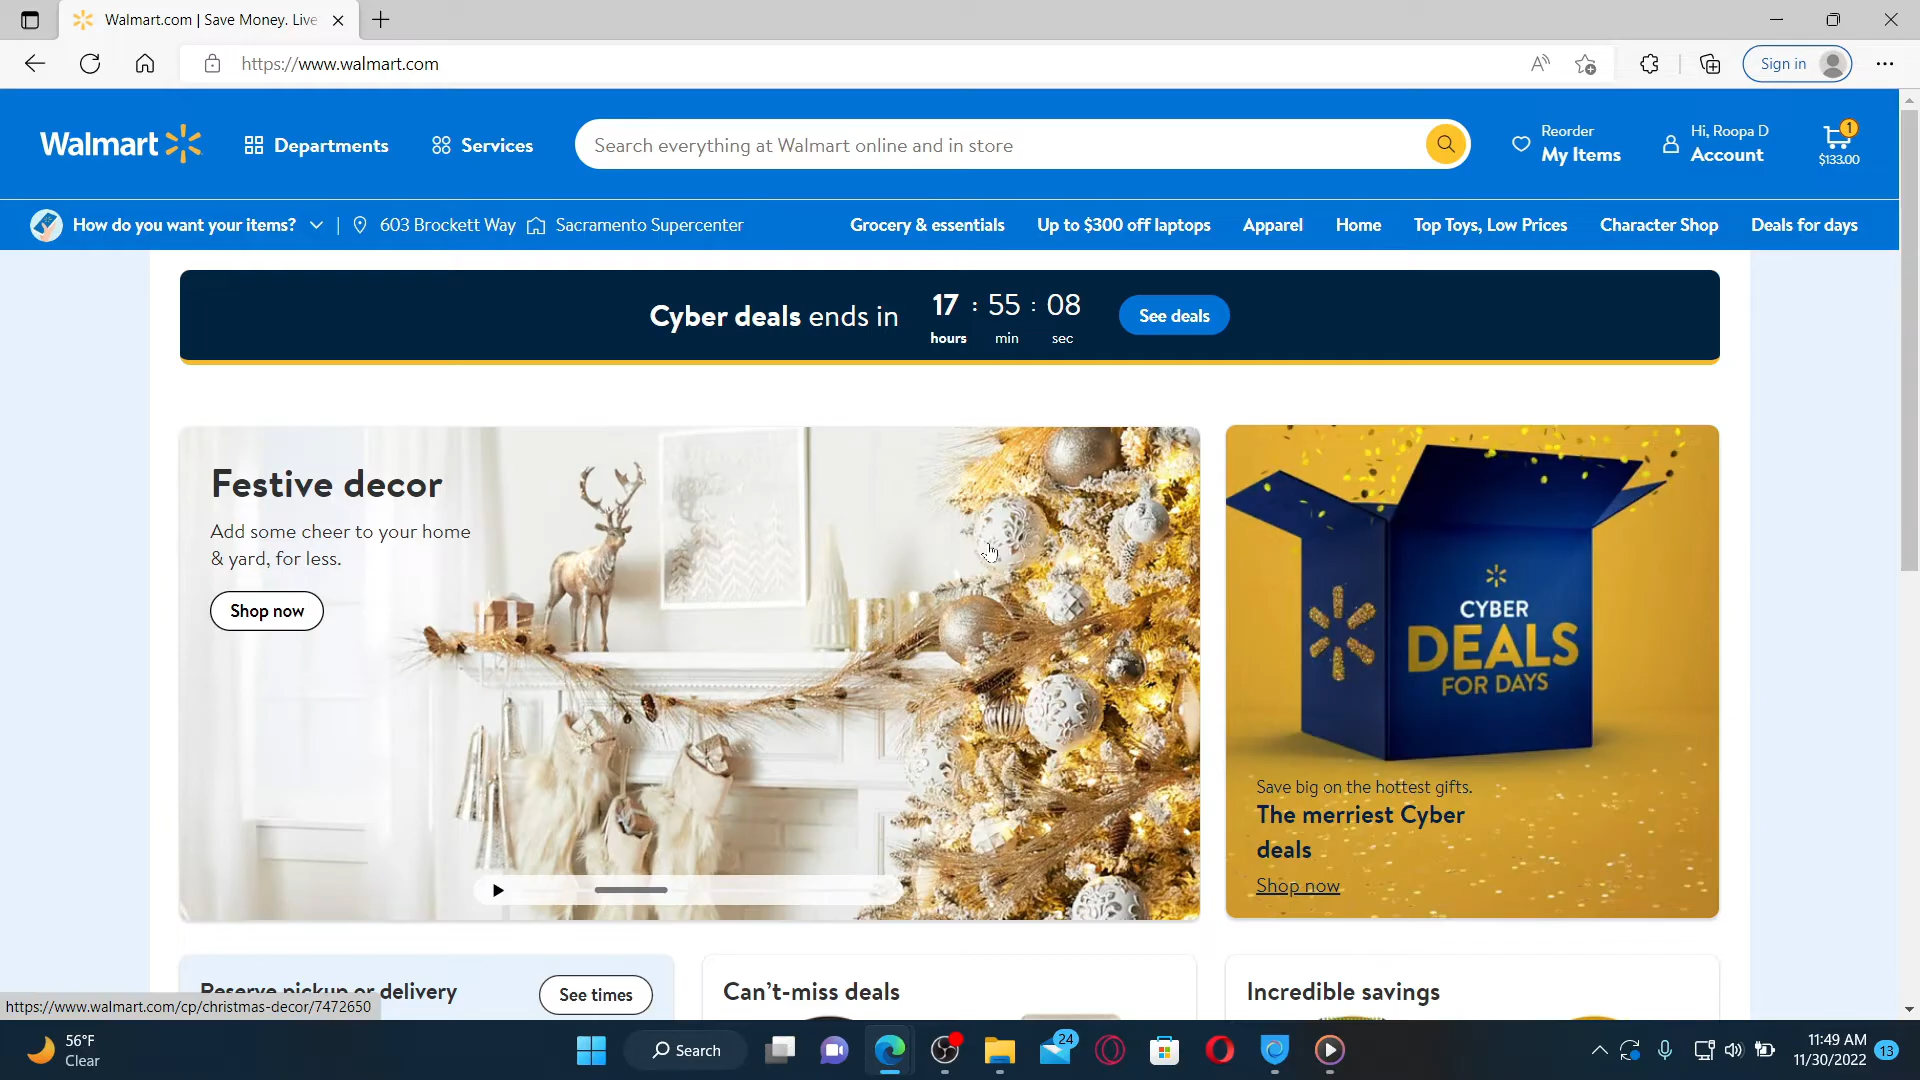 Walmart.com | Save Money. Live
https://www.walmart.com
Sign in
Walmart
Departments
Services
Search everything at Walmart online and in store
Reorder
My Items
Hi, Roopa D
Account
1
$133.00
How do you want your items?
603 Brockett Way
Sacramento Supercenter
Grocery & essentials
Up to $300 off laptops
Apparel
Home
Top Toys, Low Prices
Character Shop
Deals for days
Cyber deals ends in
17 : 55 : 08
hours min sec
See deals
Festive decor
Add some cheer to your home
& yard, for less.
Shop now
CYBER
DEALS
FOR DAYS
Save big on the hottest gifts.
The merriest Cyber
deals
Shop now
Reserve pickup or delivery
See times
Can't-miss deals
Incredible savings
https://www.walmart.com/cp/christmas-decor/7472650
56°F
Clear
Search
24
11:49 AM
11/30/2022
13